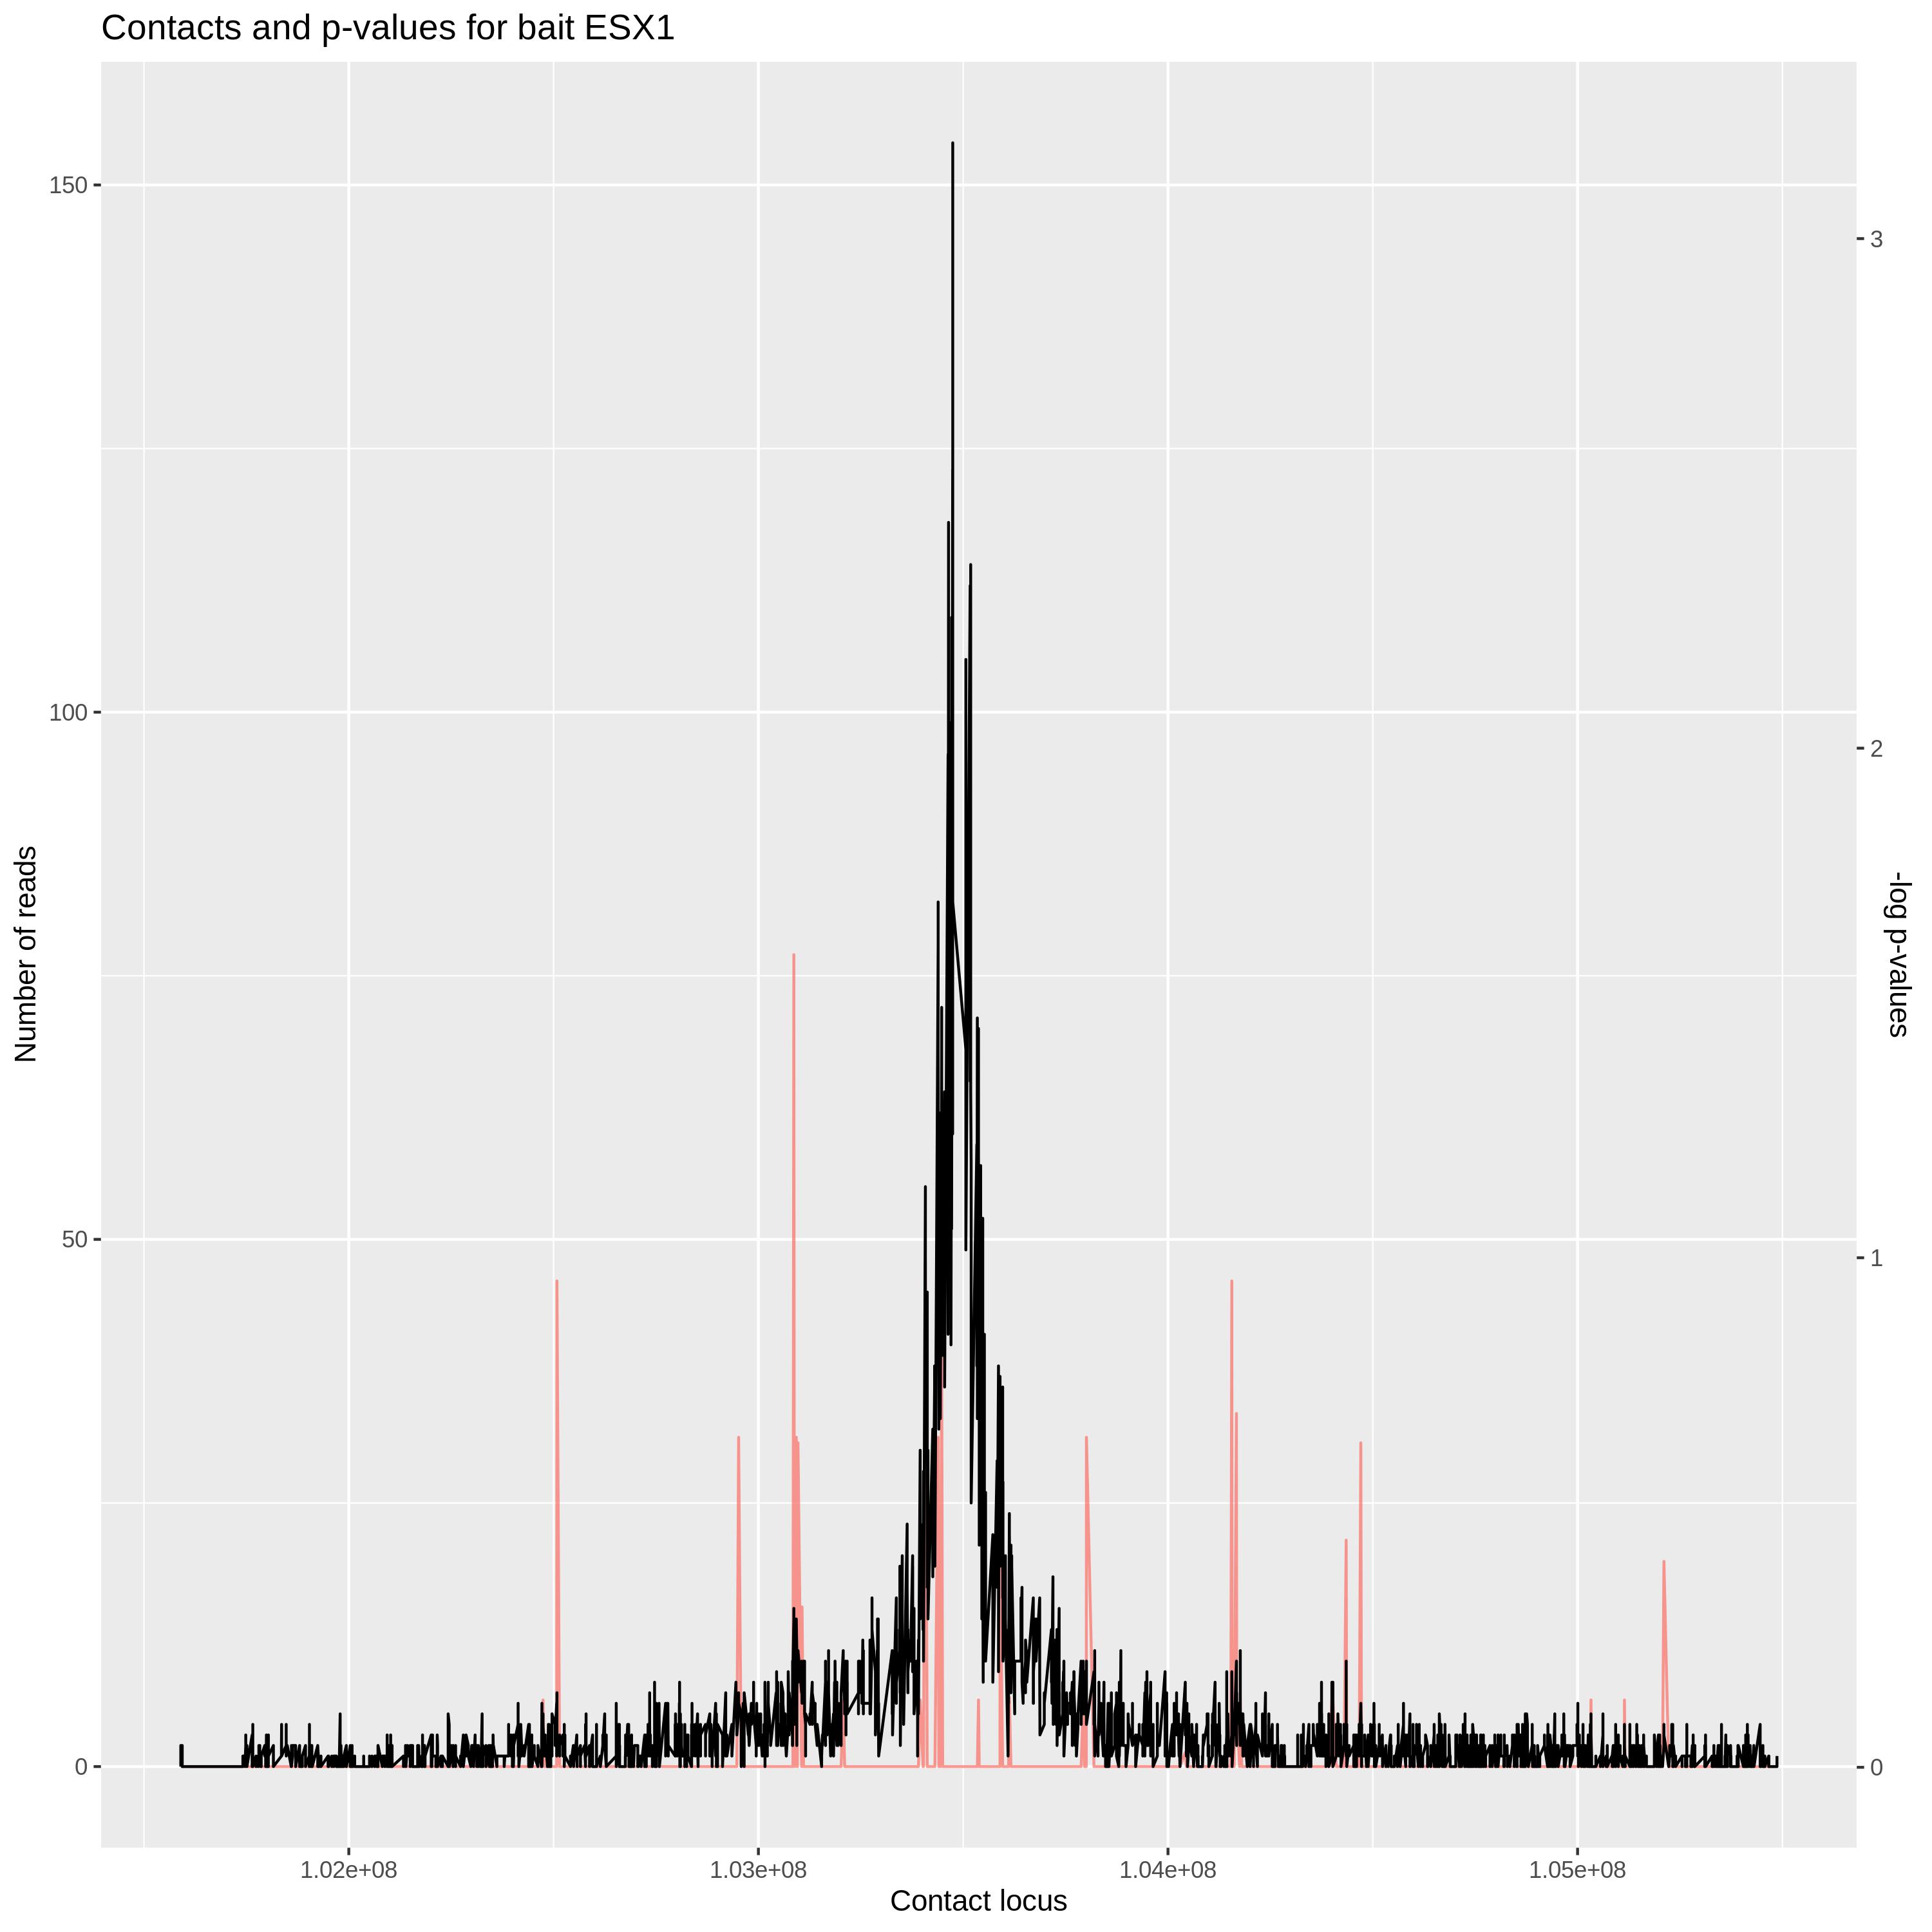 Contacts and p-values for bait ESX1
150
100
50
0
Number of reads
3
2
1
0
-log p-values
1.02e+08
1.03e+08
1.04e+08
1.05e+08
Contact locus